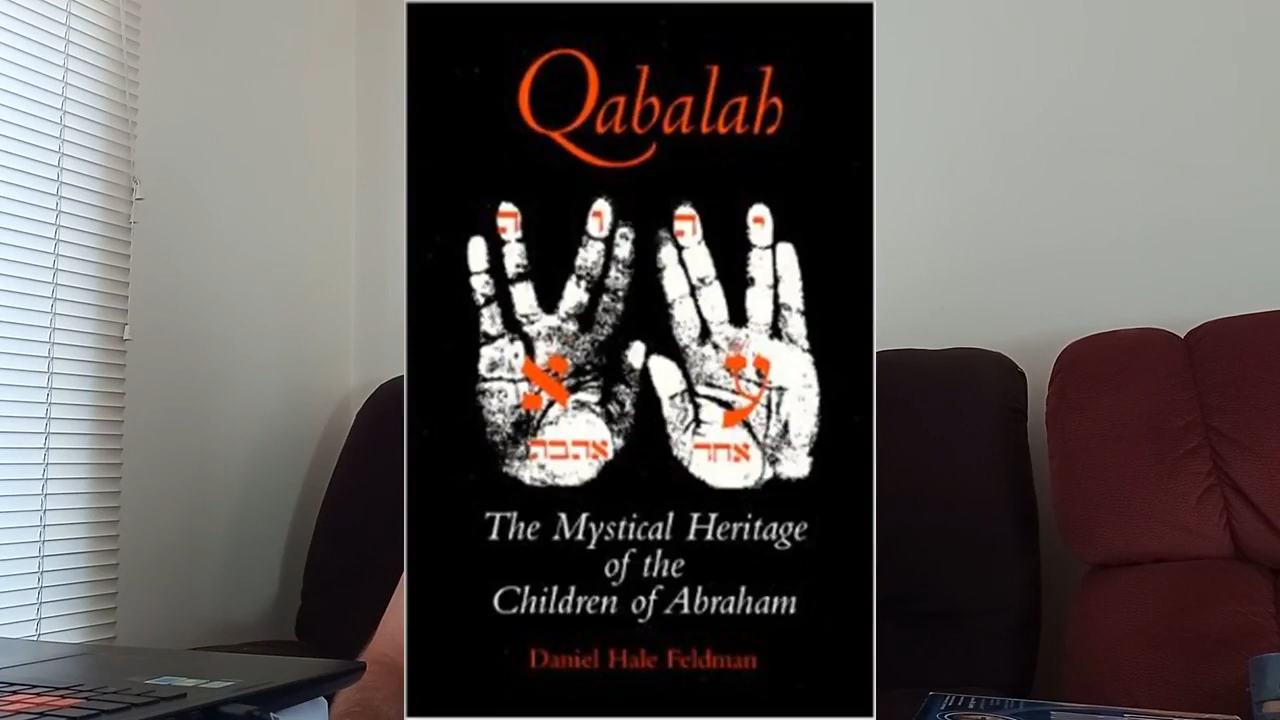 Qabalah
ה ו ה י
א ש
אהבה אחד
The Mystical Heritage
of the
Children of Abraham
Daniel Hale Feldman